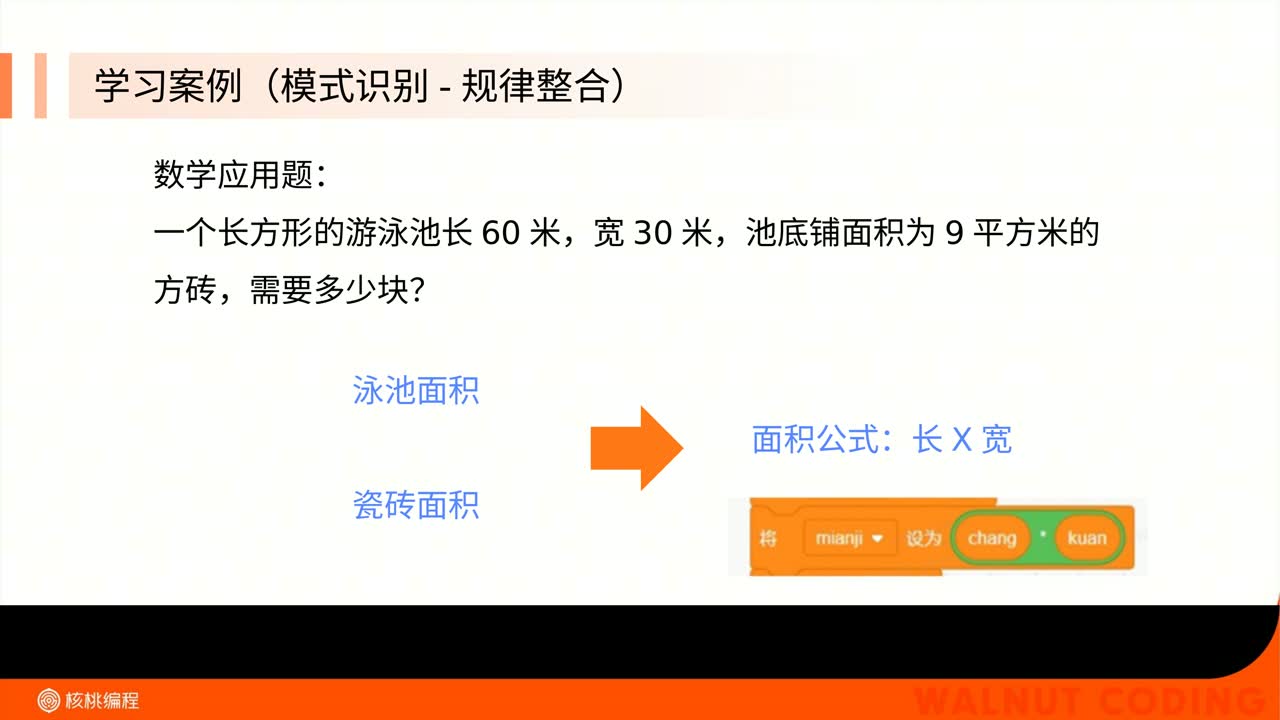 学习案例（模式识别 - 规律整合）
数学应用题：
一个长方形的游泳池长 60 米，宽 30 米，池底铺面积为 9 平方米的
方砖，需要多少块？
泳池面积
瓷砖面积
面积公式：长 X 宽
将 mianji 设为 chang * kuan
核桃编程
WALNUT CODING